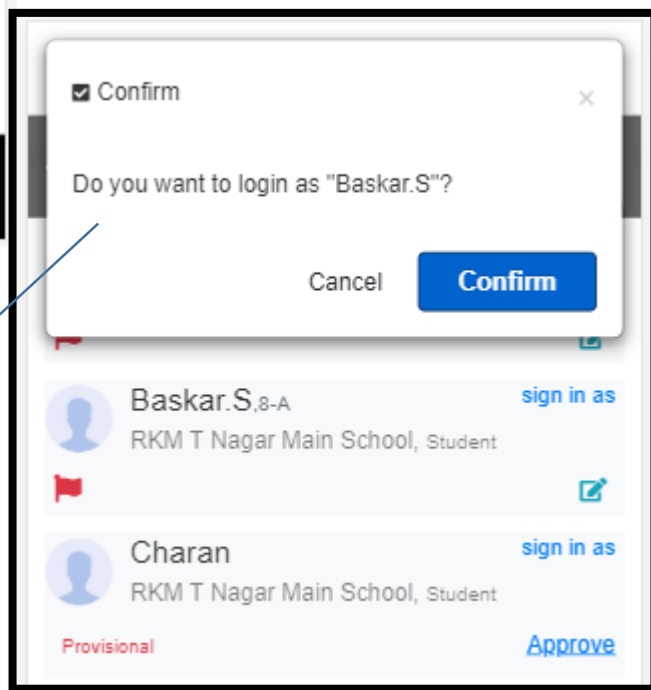 Confirm
×
Do you want to login as "Baskar.S"?
Cancel Confirm
Baskar.S,8-A sign in as
RKM T Nagar Main School, Student
Charan sign in as
RKM T Nagar Main School, Student
Provisional Approve